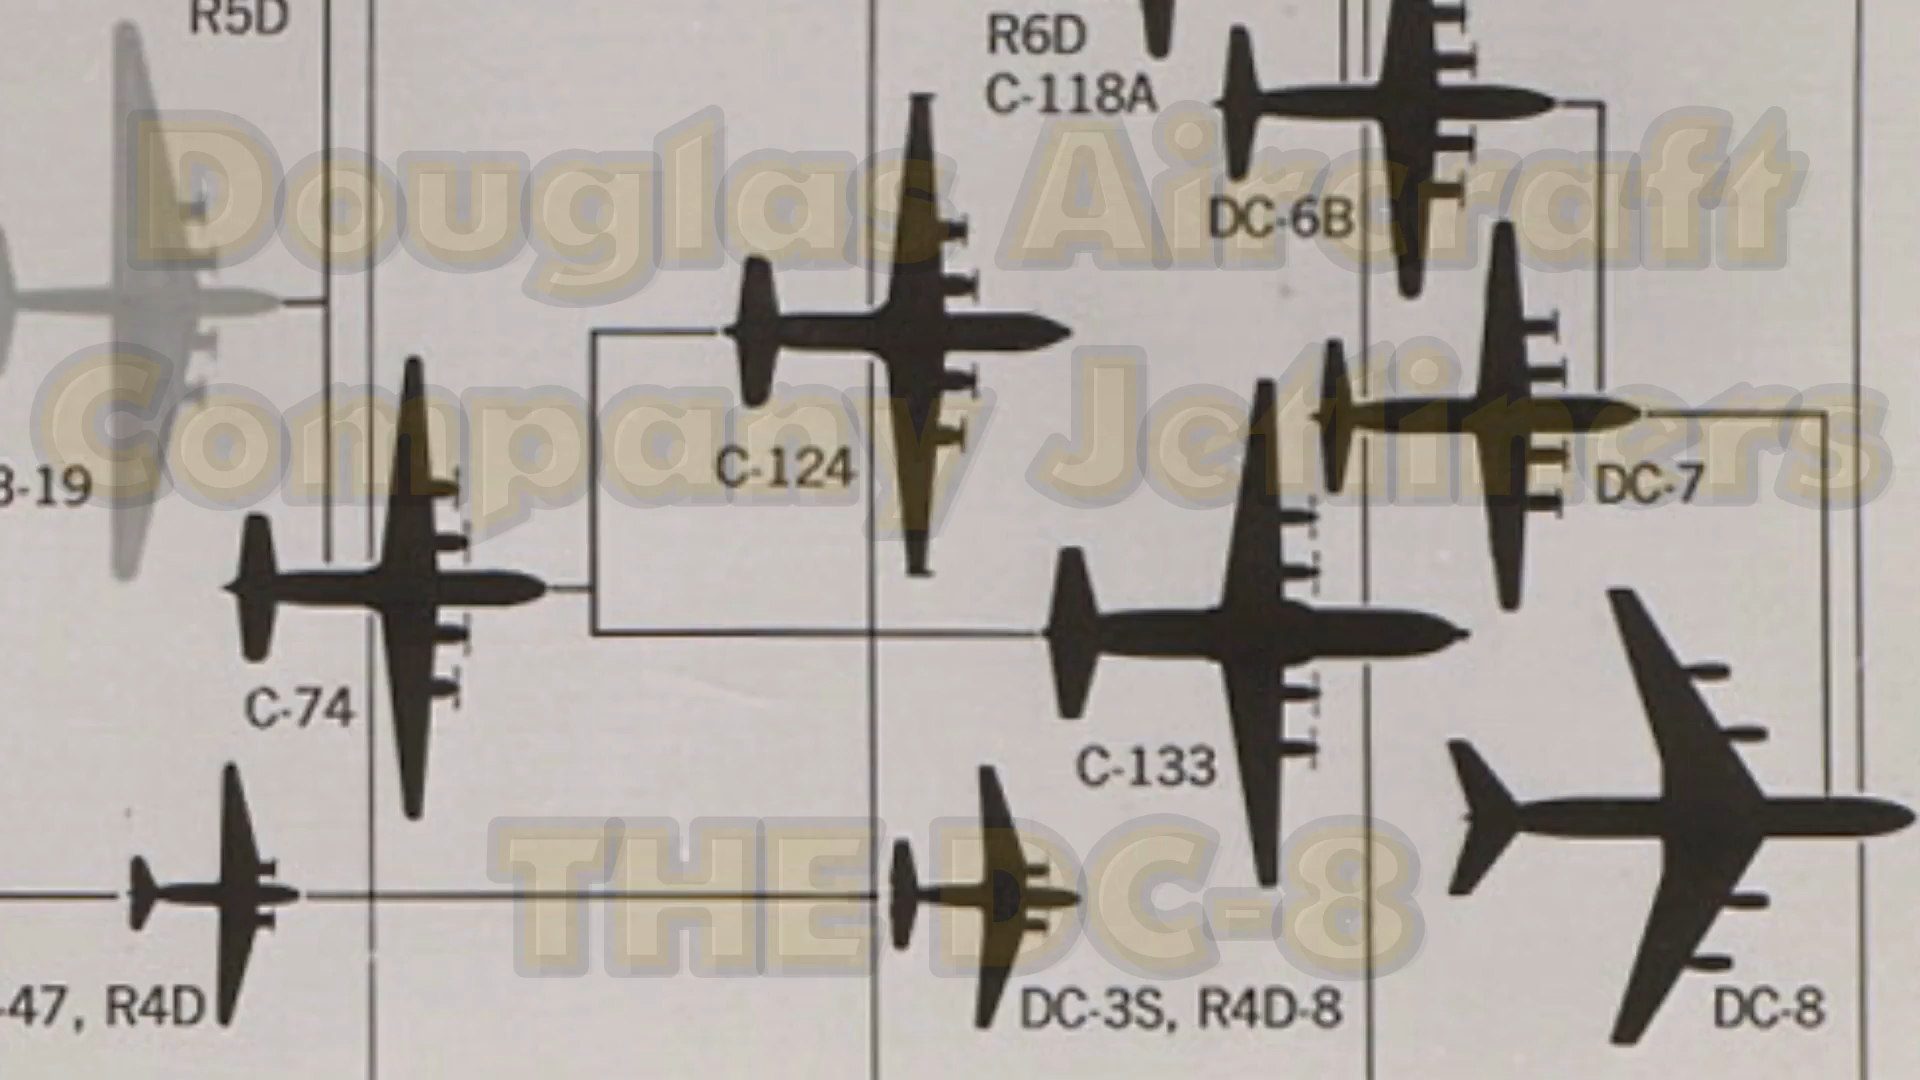 R5D
R6D
C-118A
Douglas Aircraft
DC-6B
Company Jetliners
C-124
DC-7
-19
C-74
C-133
THE DC-8
-47, R4D
DC-3S, R4D-8
DC-8